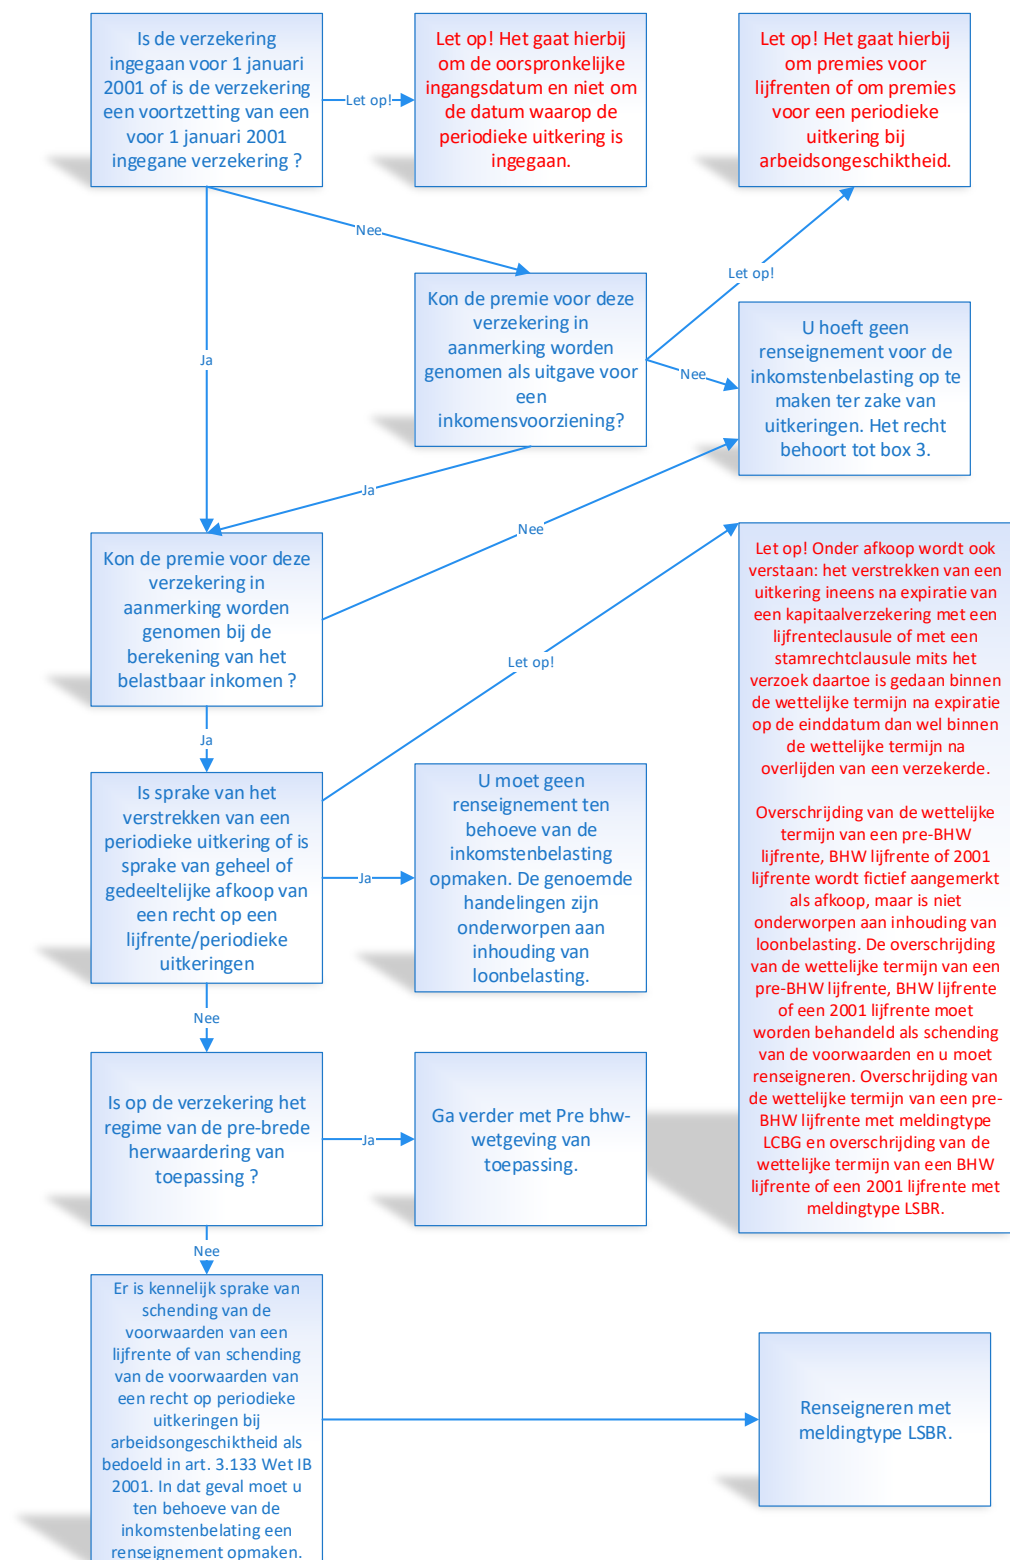 Is de verzekering
ingegaan voor 1 januari
2001 of is de verzekering
een voortzetting van een
voor 1 januari 2001
ingegane verzekering ?
Let op!
Let op! Het gaat hierbij
om de oorspronkelijke
ingangsdatum en niet om
de datum waarop de
periodieke uitkering is
ingegaan.
Let op! Het gaat hierbij
om premies voor
lijfrenten of om premies
voor een periodieke
uitkering bij
arbeidsongeschiktheid.
Nee
Ja
Kon de premie voor deze
verzekering in
aanmerking worden
genomen als uitgave voor
een
inkomensvoorziening?
Let op!
Nee
U hoeft geen
renseignement voor de
inkomstenbelasting op te
maken ter zake van
uitkeringen. Het recht
behoort tot box 3.
Ja
Kon de premie voor deze
verzekering in
aanmerking worden
genomen bij de
berekening van het
belastbaar inkomen ?
Nee
Ja
Let op!
Let op! Onder afkoop wordt ook
verstaan: het verstrekken van een
uitkering ineens na expiratie van
een kapitaalverzekering met een
lijfrenteclausule of met een
stamrechtclausule mits het
verzoek daartoe is gedaan binnen
de wettelijke termijn na expiratie
op de einddatum dan wel binnen
de wettelijke termijn na
overlijden van een verzekerde.
Overschrijding van de wettelijke
termijn van een pre-BHW
lijfrente, BHW lijfrente of 2001
lijfrente wordt fictief aangemerkt
als afkoop, maar is niet
onderworpen aan inhouding van
loonbelasting. De overschrijding
van de wettelijke termijn van een
pre-BHW lijfrente, BHW lijfrente
of een 2001 lijfrente moet
worden behandeld als schending
van de voorwaarden en u moet
renseigneren. Overschrijding van
de wettelijke termijn van een pre-
BHW lijfrente met meldingtype
LCBG en overschrijding van de
wettelijke termijn van een BHW
lijfrente of een 2001 lijfrente met
meldingtype LSBR.
Is sprake van het
verstrekken van een
periodieke uitkering of is
sprake van geheel of
gedeeltelijke afkoop van
een recht op een
lijfrente/periodieke
uitkeringen
Ja
U moet geen
renseignement ten
behoeve van de
inkomstenbelasting
opmaken. De genoemde
handelingen zijn
onderworpen aan
inhouding van
loonbelasting.
Nee
Is op de verzekering het
regime van de pre-brede
herwaardering van
toepassing ?
Ja
Ga verder met Pre bhw-
wetgeving van
toepassing.
Nee
Er is kennelijk sprake van
schending van de
voorwaarden van een
lijfrente of van schending
van de voorwaarden van
een recht op periodieke
uitkeringen bij
arbeidsongeschiktheid als
bedoeld in art. 3.133 Wet IB
2001. In dat geval moet u
ten behoeve van de
inkomstenbelating een
renseignement opmaken.
Renseigneren met
meldingtype LSBR.